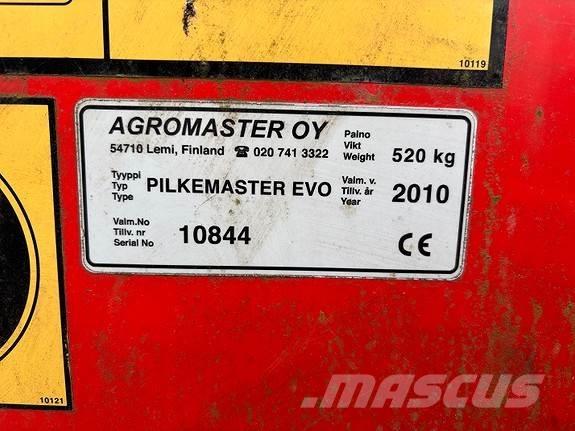 10119
AGROMASTER OY
54710 Lemi, Finland ☎ 020 741 3322
Paino
Vikt
Weight 520 kg
Tyyppi
Typ
Type PILKEMASTER EVO
Valm. v.
Tillv. år
Year 2010
Valm.No
Tillv. nr
Serial No 10844
CE
10121
MASCUS